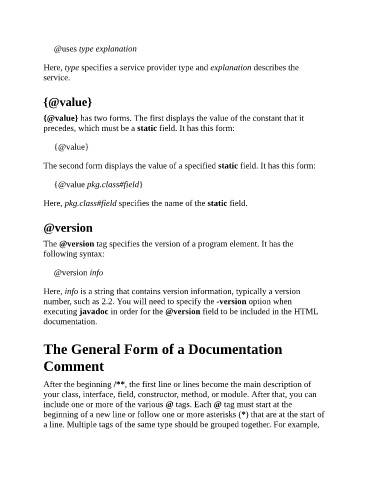 @uses type explanation
Here, type specifies a service provider type and explanation describes the
service.
{@value}
{@value} has two forms. The first displays the value of the constant that it
precedes, which must be a static field. It has this form:
{@value}
The second form displays the value of a specified static field. It has this form:
{@value pkg.class#field}
Here, pkg.class#field specifies the name of the static field.
@version
The @version tag specifies the version of a program element. It has the
following syntax:
@version info
Here, info is a string that contains version information, typically a version
number, such as 2.2. You will need to specify the -version option when
executing javadoc in order for the @version field to be included in the HTML
documentation.
The General Form of a Documentation
Comment
After the beginning /**, the first line or lines become the main description of
your class, interface, field, constructor, method, or module. After that, you can
include one or more of the various @ tags. Each @ tag must start at the
beginning of a new line or follow one or more asterisks (*) that are at the start of
a line. Multiple tags of the same type should be grouped together. For example,